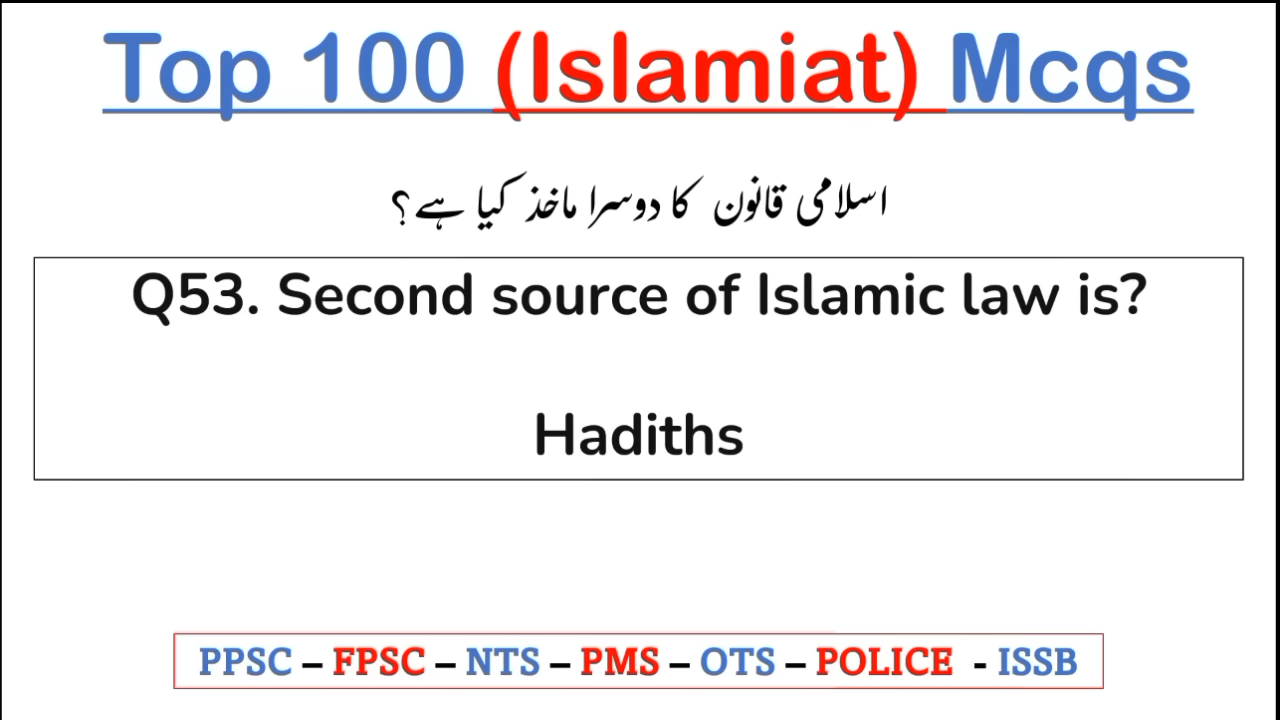 Top 100 (Islamiat) Mcqs
اسلامی قانون کا دوسرا ماخذ کیا ہے؟
Q53. Second source of Islamic law is?
Hadiths
PPSC – FPSC – NTS – PMS – OTS – POLICE - ISSB